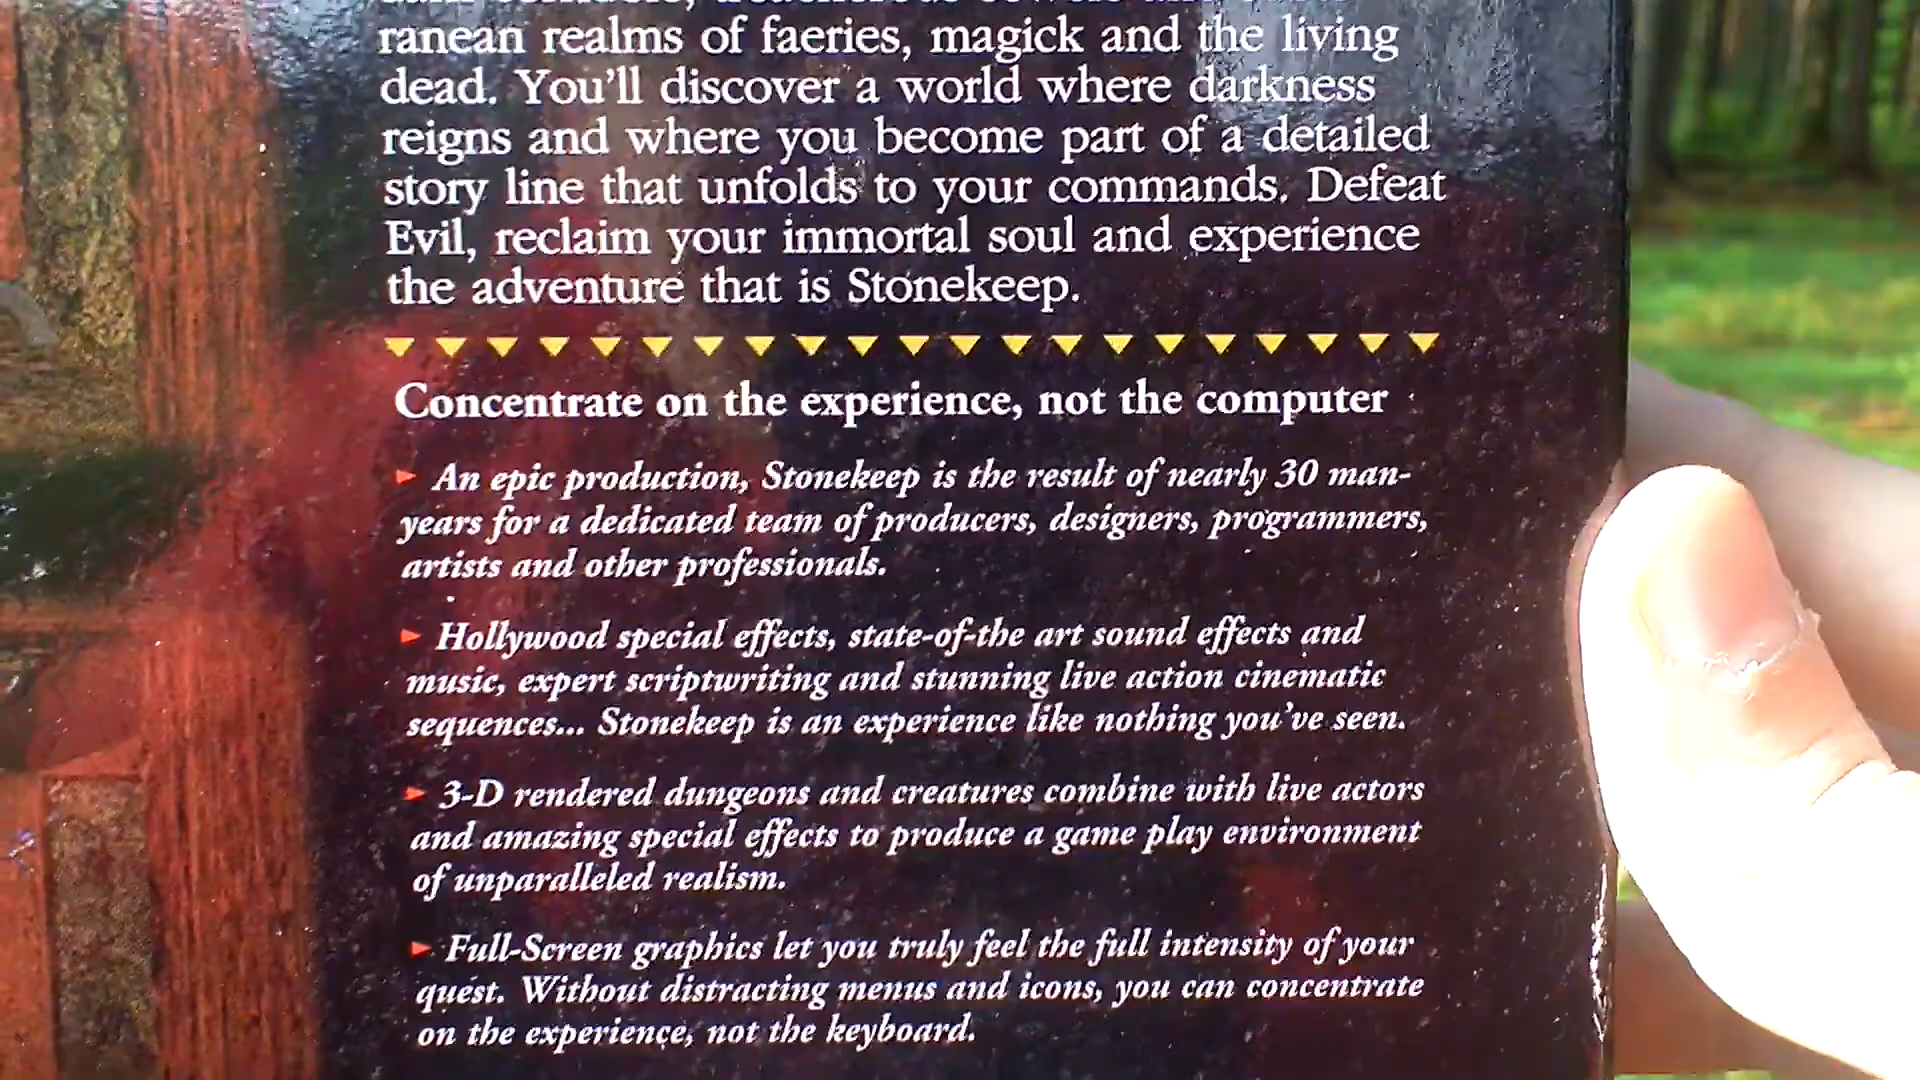 ranean realms of faeries, magick and the living
dead. You'll discover a world where darkness
reigns and where you become part of a detailed
story line that unfolds to your commands. Defeat
Evil, reclaim your immortal soul and experience
the adventure that is Stonekeep.
Concentrate on the experience, not the computer
An epic production, Stonekeep is the result of nearly 30 man-
years for a dedicated team of producers, designers, programmers,
artists and other professionals.
Hollywood special effects, state-of-the art sound effects and
music, expert scriptwriting and stunning live action cinematic
sequences... Stonekeep is an experience like nothing you've seen.
3-D rendered dungeons and creatures combine with live actors
and amazing special effects to produce a game play environment
of unparalleled realism.
Full-Screen graphics let you truly feel the full intensity of your
quest. Without distracting menus and icons, you can concentrate
on the experience, not the keyboard.